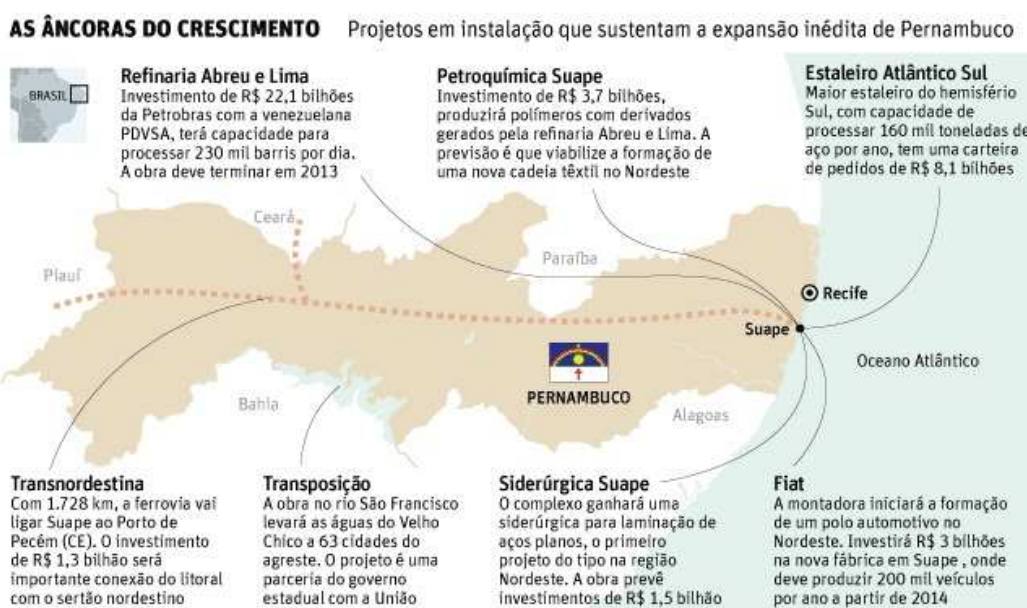 AS ÂNCORAS DO CRESCIMENTO Projetos em instalação que sustentam a expansão inédita de Pernambuco
BRASIL
Refinaria Abreu e Lima
Investimento de R$ 22,1 bilhões
da Petrobras com a venezuelana
PDVSA, terá capacidade para
processar 230 mil barris por dia.
A obra deve terminar em 2013
Petroquímica Suape
Investimento de R$ 3,7 bilhões,
produzirá polímeros com derivados
gerados pela refinaria Abreu e Lima. A
previsão é que viabilize a formação de
uma nova cadeia têxtil no Nordeste
Estaleiro Atlântico Sul
Maior estaleiro do hemisfério
Sul, com capacidade de
processar 160 mil toneladas de
aço por ano, tem uma carteira
de pedidos de R$ 8,1 bilhões
Ceará
Piauí
Paraíba
Recife
Suape
Oceano Atlântico
PERNAMBUCO
Bahia
Alagoas
Transnordestina
Com 1.728 km, a ferrovia vai
ligar Suape ao Porto de
Pecém (CE). O investimento
de R$ 1,3 bilhão será
importante conexão do litoral
com o sertão nordestino
Transposição
A obra no rio São Francisco
levará as águas do Velho
Chico a 63 cidades do
agreste. O projeto é uma
parceria do governo
estadual com a União
Siderúrgica Suape
O complexo ganhará uma
siderúrgica para laminação de
aços planos, o primeiro
projeto do tipo na região
Nordeste. A obra prevê
investimentos de R$ 1,5 bilhão
Fiat
A montadora iniciará a formação
de um polo automotivo no
Nordeste. Investirá R$ 3 bilhões
na nova fábrica em Suape , onde
deve produzir 200 mil veículos
por ano a partir de 2014